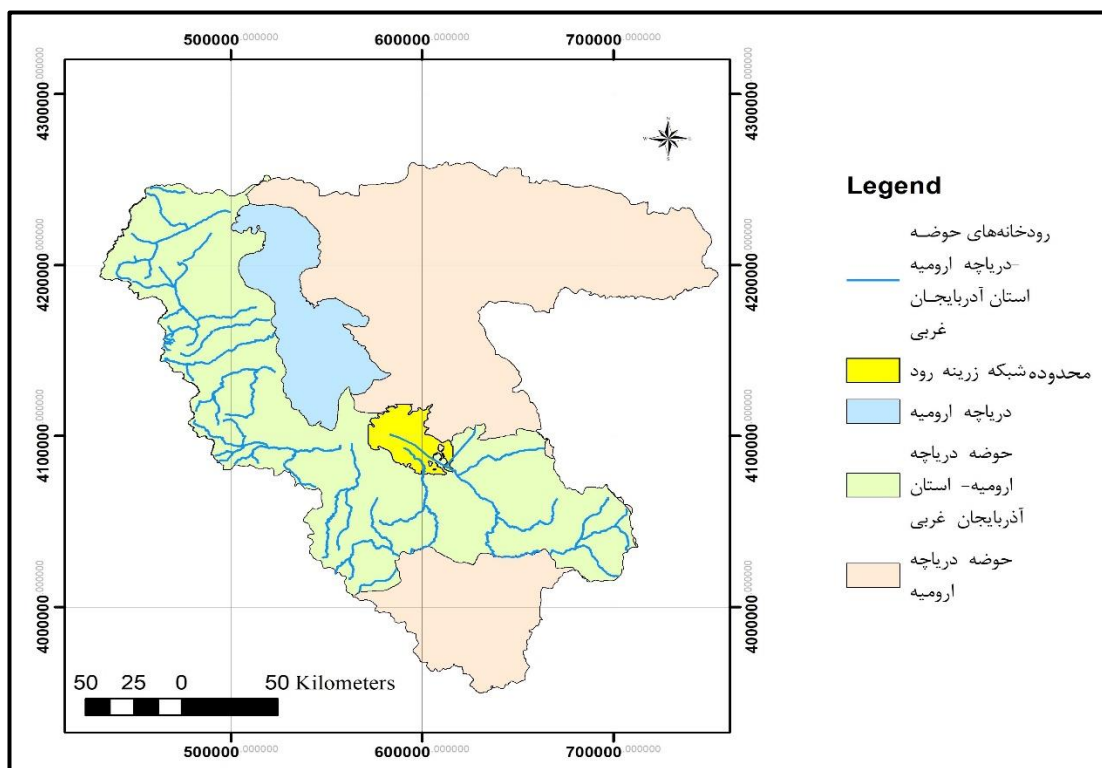 500000.000000 600000.000000 700000.000000
4300000.000000 4300000.000000
N
W E
S
4200000.000000 4200000.000000
4100000.000000 4100000.000000
4000000.000000 4000000.000000
50 25 0 50 Kilometers
500000.000000 600000.000000 700000.000000
Legend
رودخانه‌های حوضه
دریاچه ارومیه-
استان آدربایجان
غربی
محدوده شبکه زرینه رود
دریاچه ارومیه
حوضه دریاچه
ارومیه- استان
آذربایجان غربی
حوضه دریاچه
ارومیه